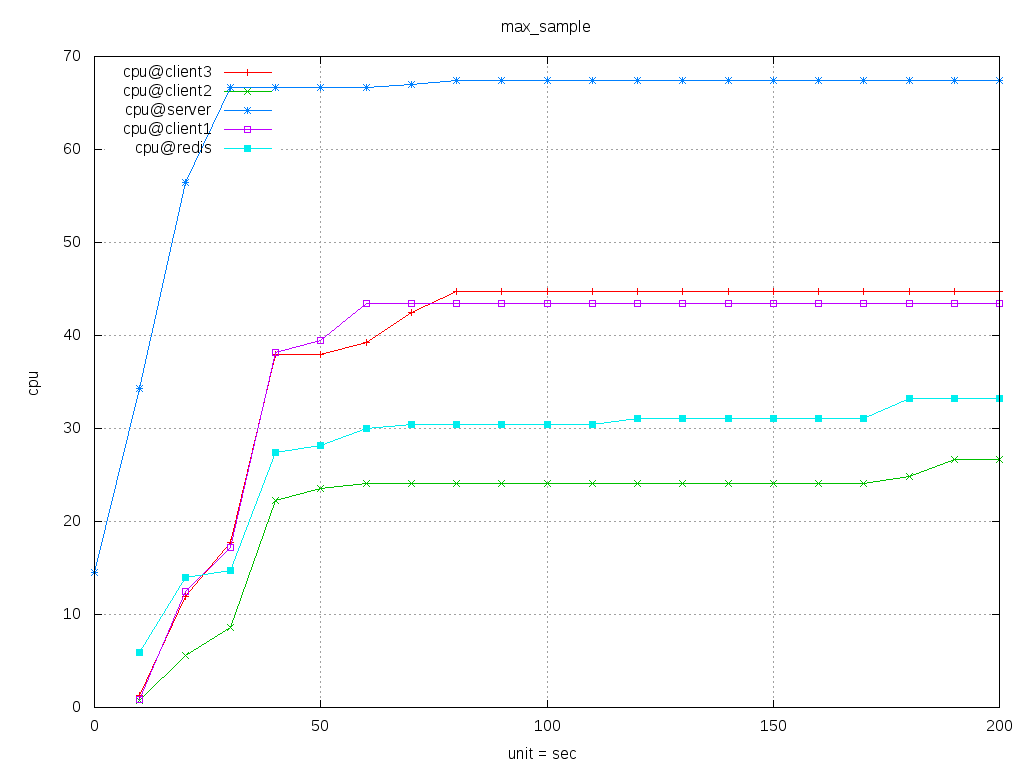 max_sample
70
60
50
40
30
20
10
0
cpu@client3
cpu@client2
cpu@server
cpu@client1
cpu@redis
cpu
0 50 100 150 200
unit = sec